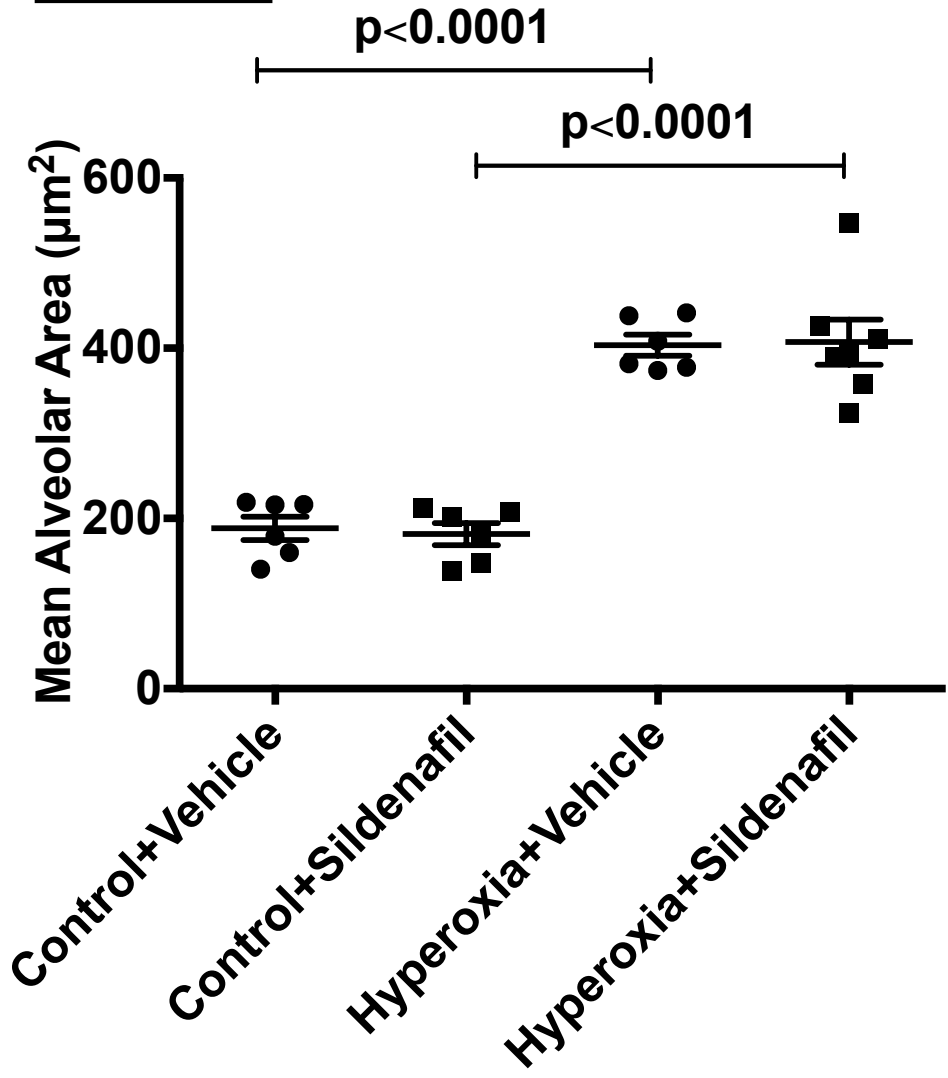 p<0.0001
p<0.0001
Mean Alveolar Area (µm²)
600
400
200
0
Control+Vehicle
Control+Sildenafil
Hyperoxia+Vehicle
Hyperoxia+Sildenafil